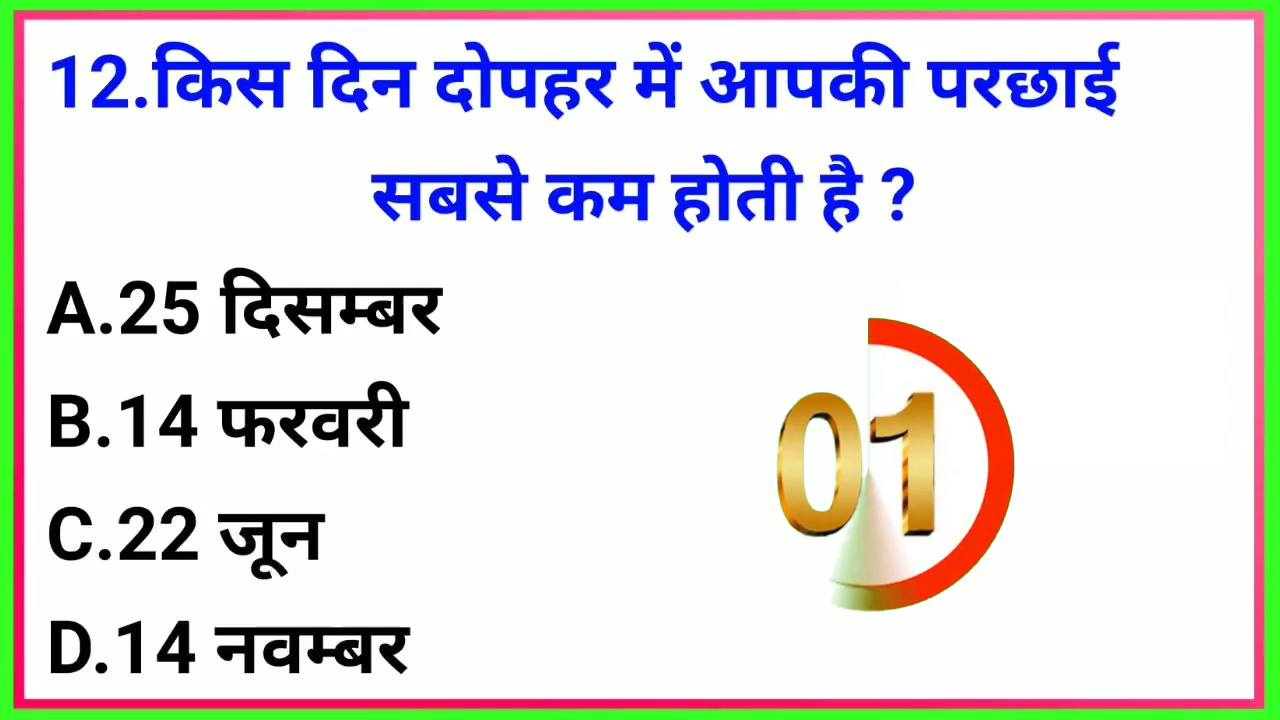 12.किस दिन दोपहर में आपकी परछाई
सबसे कम होती है ?
A.25 दिसम्बर
B.14 फरवरी
C.22 जून
D.14 नवम्बर
01